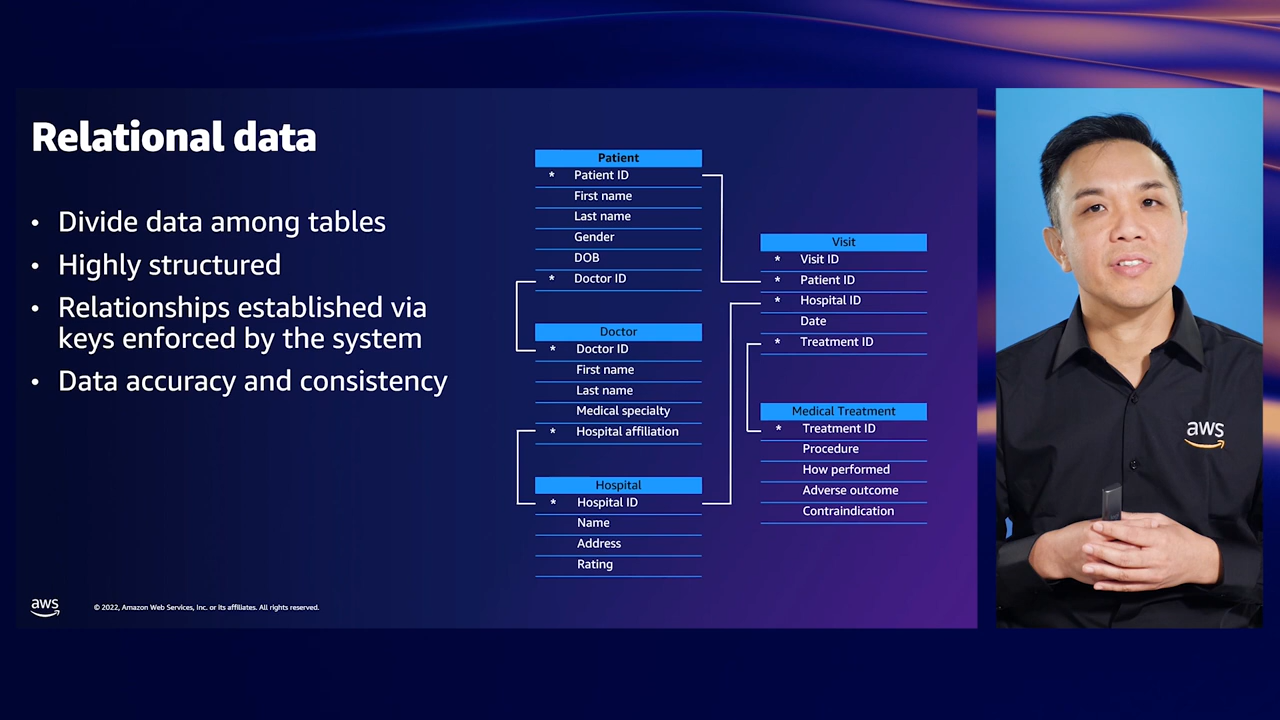 Relational data
• Divide data among tables
• Highly structured
• Relationships established via
keys enforced by the system
• Data accuracy and consistency
Patient
* Patient ID
First name
Last name
Gender
DOB
* Doctor ID
Doctor
* Doctor ID
First name
Last name
Medical specialty
* Hospital affiliation
Hospital
* Hospital ID
Name
Address
Rating
Visit
* Visit ID
* Patient ID
* Hospital ID
Date
* Treatment ID
Medical Treatment
* Treatment ID
Procedure
How performed
Adverse outcome
Contraindication
aws
aws
© 2022, Amazon Web Services, Inc. or its affiliates. All rights reserved.